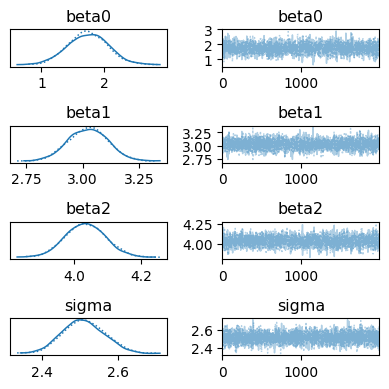 beta0 beta0
3
2
1
1 2 0 1000
beta1 beta1
3.25
3.00
2.75
2.75 3.00 3.25 0 1000
beta2 beta2
4.25
4.00
4.0 4.2 0 1000
sigma sigma
2.6
2.4
2.4 2.6 0 1000